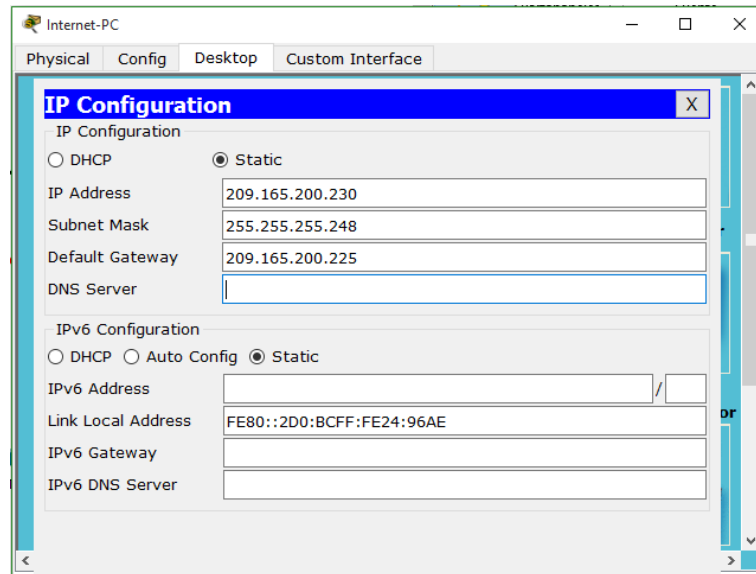 Internet-PC
Physical Config Desktop Custom Interface
IP Configuration X
IP Configuration
DHCP Static
IP Address 209.165.200.230
Subnet Mask 255.255.255.248
Default Gateway 209.165.200.225
DNS Server
IPv6 Configuration
DHCP Auto Config Static
IPv6 Address /
Link Local Address FE80::2D0:BCFF:FE24:96AE
or
IPv6 Gateway
IPv6 DNS Server